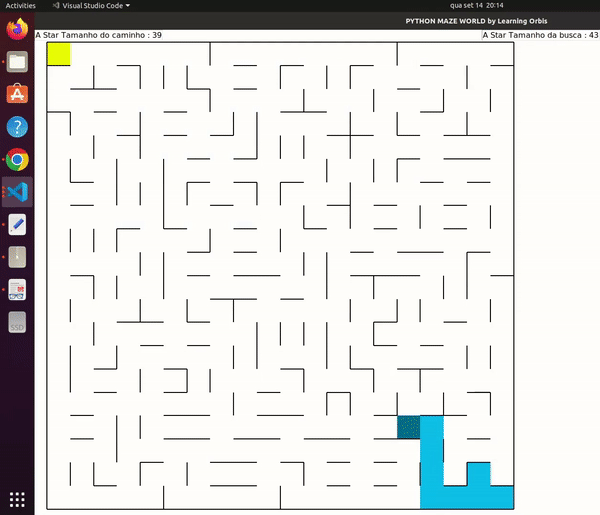 Activities
Visual Studio Code
qua set 14 20:14
PYTHON MAZE WORLD by Learning Orbis
A Star Tamanho do caminho : 39
A Star Tamanho da busca : 43
?
SSD